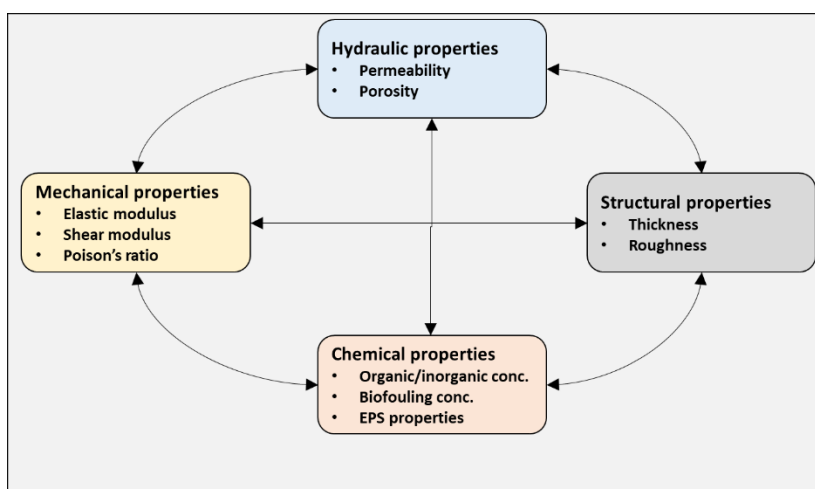 Hydraulic properties
• Permeability
• Porosity
Mechanical properties
• Elastic modulus
• Shear modulus
• Poison's ratio
Structural properties
• Thickness
• Roughness
Chemical properties
• Organic/inorganic conc.
• Biofouling conc.
• EPS properties